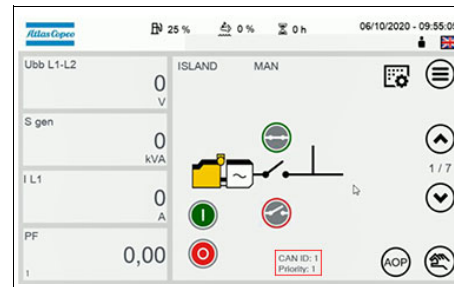 Atlas Copco 25 % 0 % 0 h 06/10/2020 - 09:55:05
Ubb L1-L2 0 V
ISLAND MAN
S gen 0 kVA
I L1 0 A
PF 0,00
1
1 / 7
I
O
CAN ID: 1
Priority: 1
AOP